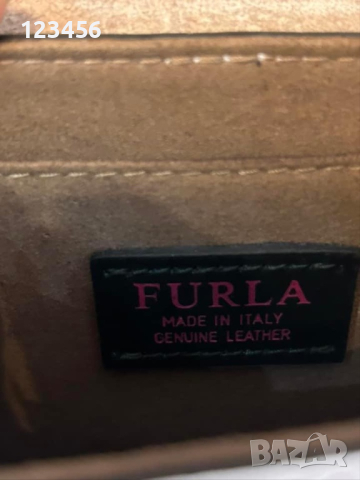 123456
FURLA
MADE IN ITALY
GENUINE LEATHER
BAZAR